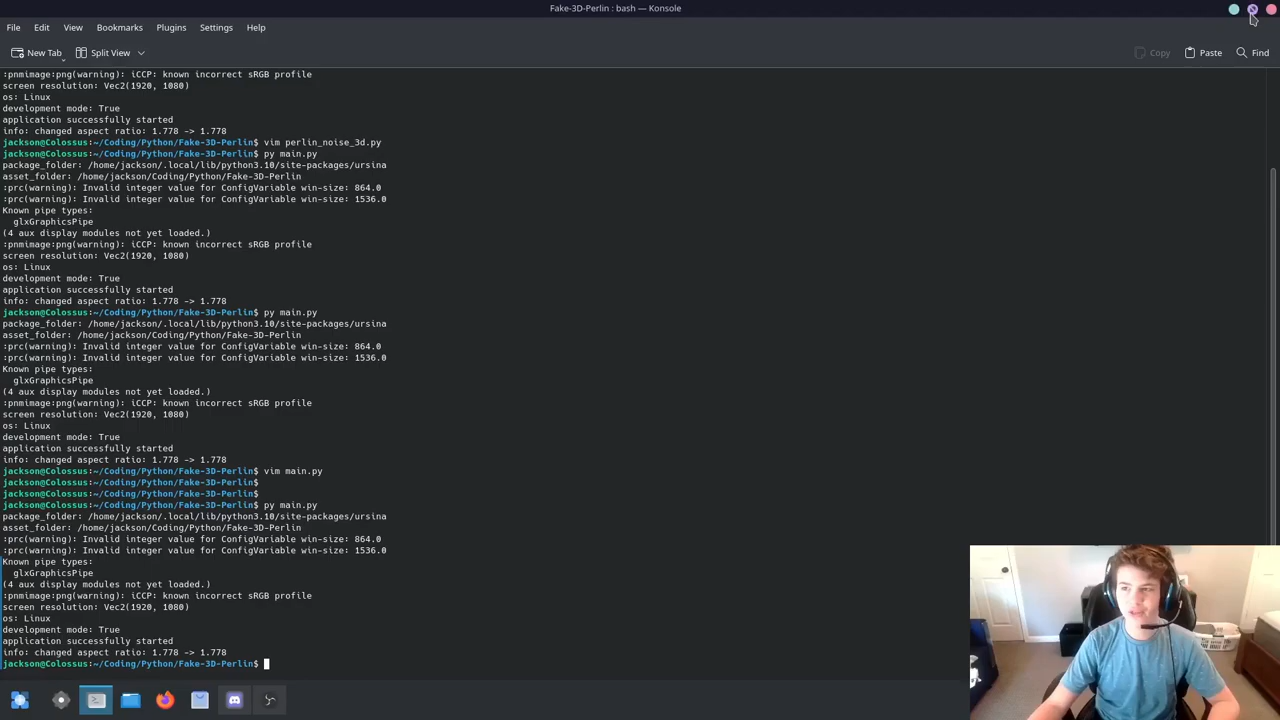 Fake-3D-Perlin : bash — Konsole
File Edit View Bookmarks Plugins Settings Help
New Tab Split View Copy Paste Find
:pnmimage:png(warning): iCCP: known incorrect sRGB profile
screen resolution: Vec2(1920, 1080)
os: Linux
development mode: True
application successfully started
info: changed aspect ratio: 1.778 -> 1.778
jackson@Colossus:~/Coding/Python/Fake-3D-Perlin$ vim perlin_noise_3d.py
jackson@Colossus:~/Coding/Python/Fake-3D-Perlin$ py main.py
package_folder: /home/jackson/.local/lib/python3.10/site-packages/ursina
asset_folder: /home/jackson/Coding/Python/Fake-3D-Perlin
:prc(warning): Invalid integer value for ConfigVariable win-size: 864.0
:prc(warning): Invalid integer value for ConfigVariable win-size: 1536.0
Known pipe types:
glxGraphicsPipe
(4 aux display modules not yet loaded.)
:pnmimage:png(warning): iCCP: known incorrect sRGB profile
screen resolution: Vec2(1920, 1080)
os: Linux
development mode: True
application successfully started
info: changed aspect ratio: 1.778 -> 1.778
jackson@Colossus:~/Coding/Python/Fake-3D-Perlin$ py main.py
package_folder: /home/jackson/.local/lib/python3.10/site-packages/ursina
asset_folder: /home/jackson/Coding/Python/Fake-3D-Perlin
:prc(warning): Invalid integer value for ConfigVariable win-size: 864.0
:prc(warning): Invalid integer value for ConfigVariable win-size: 1536.0
Known pipe types:
glxGraphicsPipe
(4 aux display modules not yet loaded.)
:pnmimage:png(warning): iCCP: known incorrect sRGB profile
screen resolution: Vec2(1920, 1080)
os: Linux
development mode: True
application successfully started
info: changed aspect ratio: 1.778 -> 1.778
jackson@Colossus:~/Coding/Python/Fake-3D-Perlin$ vim main.py
jackson@Colossus:~/Coding/Python/Fake-3D-Perlin$
jackson@Colossus:~/Coding/Python/Fake-3D-Perlin$
jackson@Colossus:~/Coding/Python/Fake-3D-Perlin$ py main.py
package_folder: /home/jackson/.local/lib/python3.10/site-packages/ursina
asset_folder: /home/jackson/Coding/Python/Fake-3D-Perlin
:prc(warning): Invalid integer value for ConfigVariable win-size: 864.0
:prc(warning): Invalid integer value for ConfigVariable win-size: 1536.0
Known pipe types:
glxGraphicsPipe
(4 aux display modules not yet loaded.)
:pnmimage:png(warning): iCCP: known incorrect sRGB profile
screen resolution: Vec2(1920, 1080)
os: Linux
development mode: True
application successfully started
info: changed aspect ratio: 1.778 -> 1.778
jackson@Colossus:~/Coding/Python/Fake-3D-Perlin$